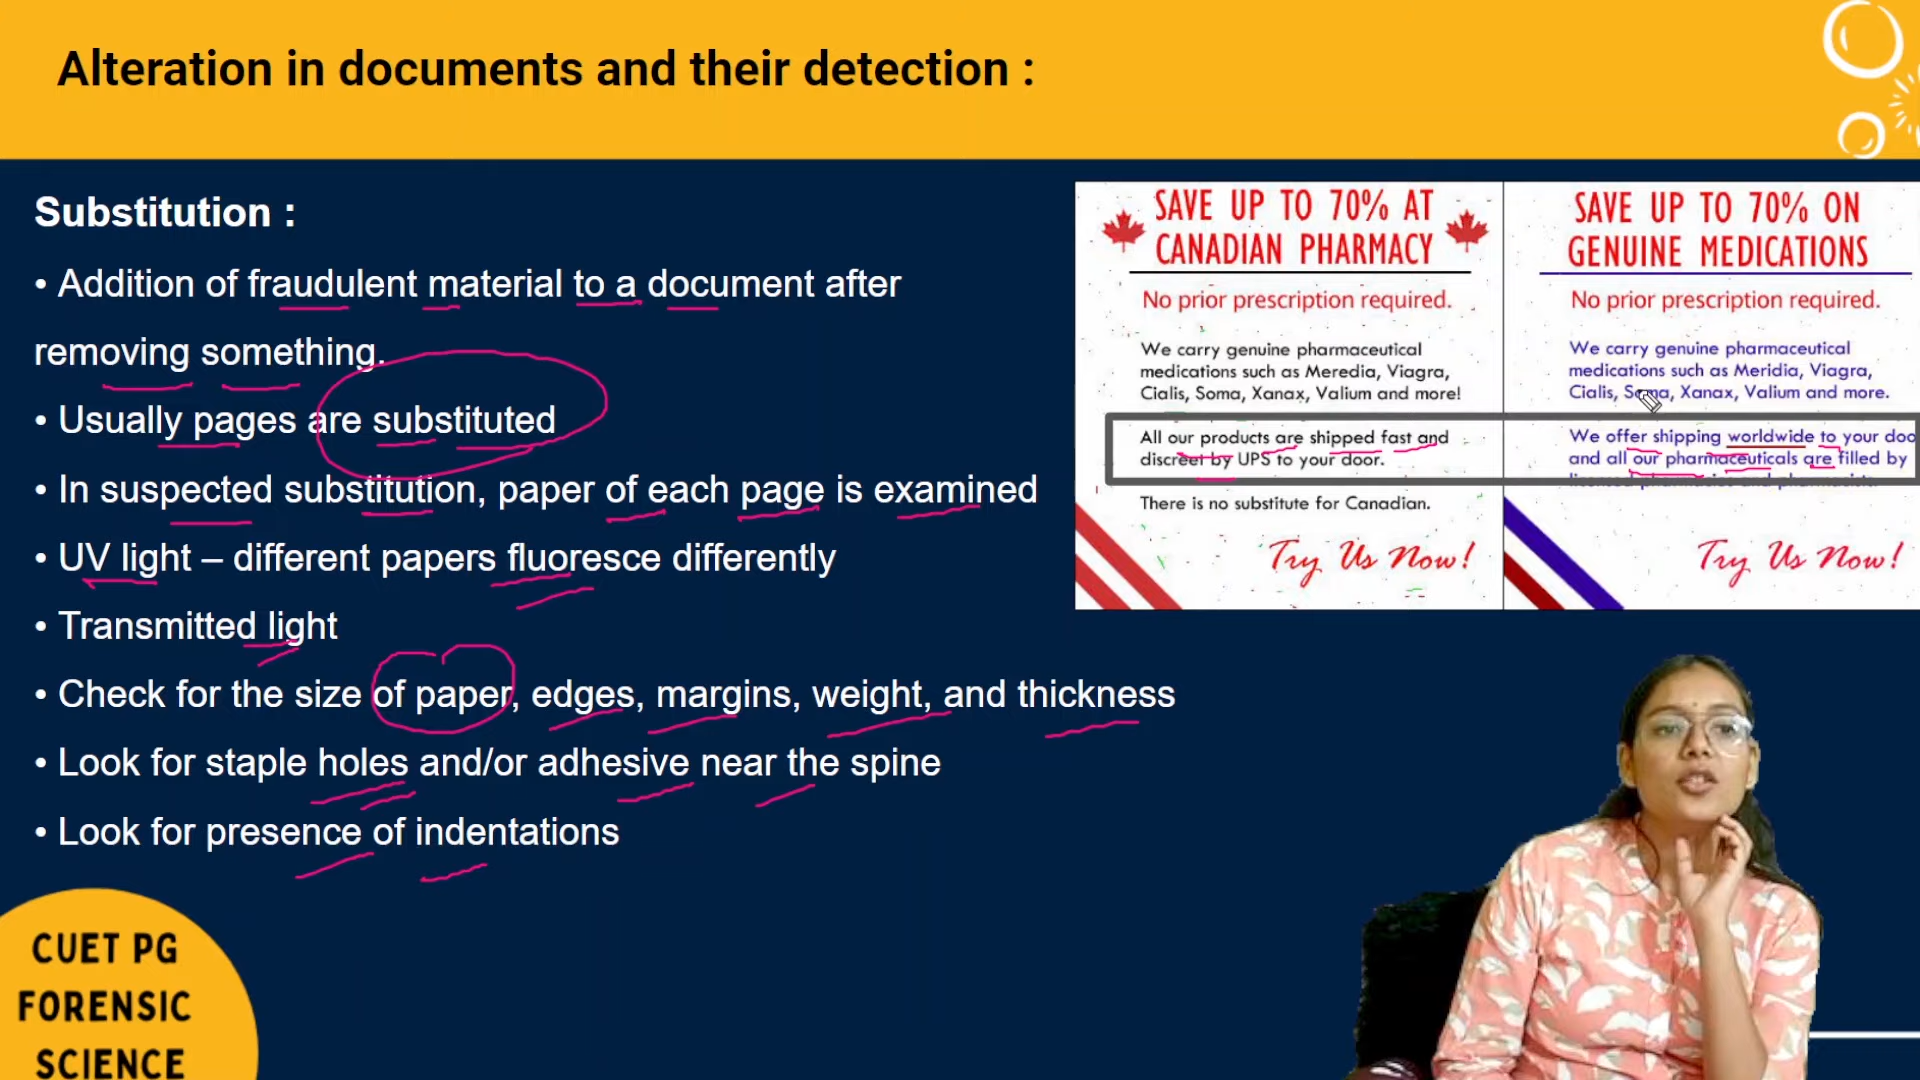 Alteration in documents and their detection :
Substitution :
• Addition of fraudulent material to a document after
removing something.
• Usually pages are substituted
• In suspected substitution, paper of each page is examined
• UV light – different papers fluoresce differently
• Transmitted light
• Check for the size of paper, edges, margins, weight, and thickness
• Look for staple holes and/or adhesive near the spine
• Look for presence of indentations
SAVE UP TO 70% AT
CANADIAN PHARMACY
No prior prescription required.
We carry genuine pharmaceutical
medications such as Meredia, Viagra,
Cialis, Soma, Xanax, Valium and more!
All our products are shipped fast and
discreet by UPS to your door.
There is no substitute for Canadian.
Try Us Now!
SAVE UP TO 70% ON
GENUINE MEDICATIONS
No prior prescription required.
We carry genuine pharmaceutical
medications such as Meridia, Viagra,
Cialis, Soma, Xanax, Valium and more.
We offer shipping worldwide to your doo
and all our pharmaceuticals are filled by
licensed pharmacies and pharmacists.
Try Us Now!
CUET PG
FORENSIC
SCIENCE